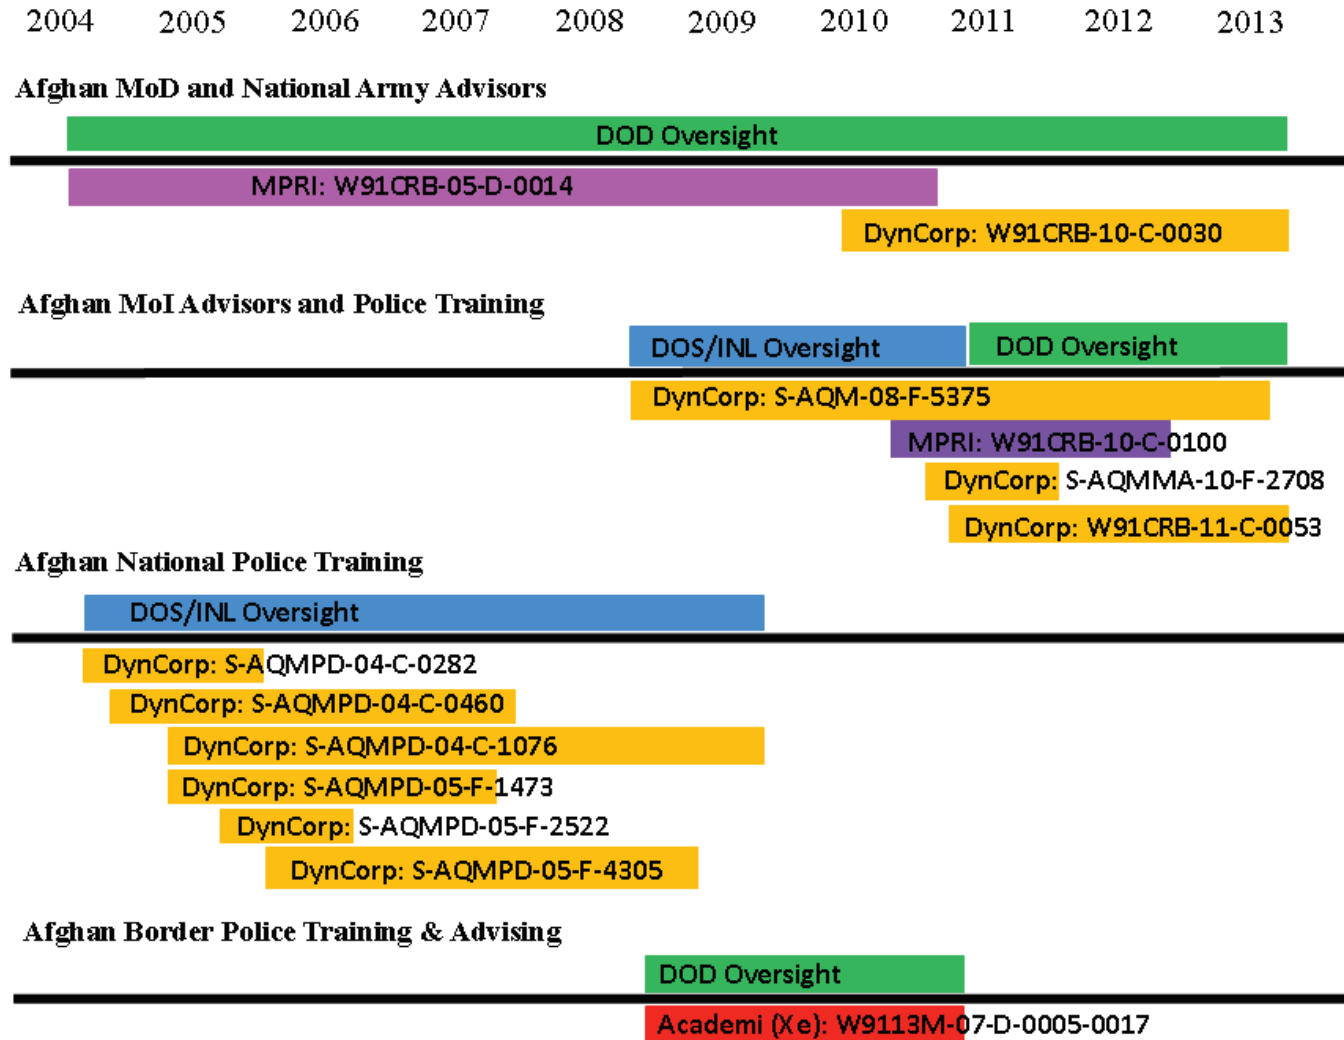 2004 2005 2006 2007 2008 2009 2010 2011 2012 2013
Afghan MoD and National Army Advisors
DOD Oversight
MPRI: W91CRB-05-D-0014
DynCorp: W91CRB-10-C-0030
Afghan MoI Advisors and Police Training
DOS/INL Oversight DOD Oversight
DynCorp: S-AQM-08-F-5375
MPRI: W91CRB-10-C-0100
DynCorp: S-AQMMA-10-F-2708
DynCorp: W91CRB-11-C-0053
Afghan National Police Training
DOS/INL Oversight
DynCorp: S-AQMPD-04-C-0282
DynCorp: S-AQMPD-04-C-0460
DynCorp: S-AQMPD-04-C-1076
DynCorp: S-AQMPD-05-F-1473
DynCorp: S-AQMPD-05-F-2522
DynCorp: S-AQMPD-05-F-4305
Afghan Border Police Training & Advising
DOD Oversight
Academi (Xe): W9113M-07-D-0005-0017